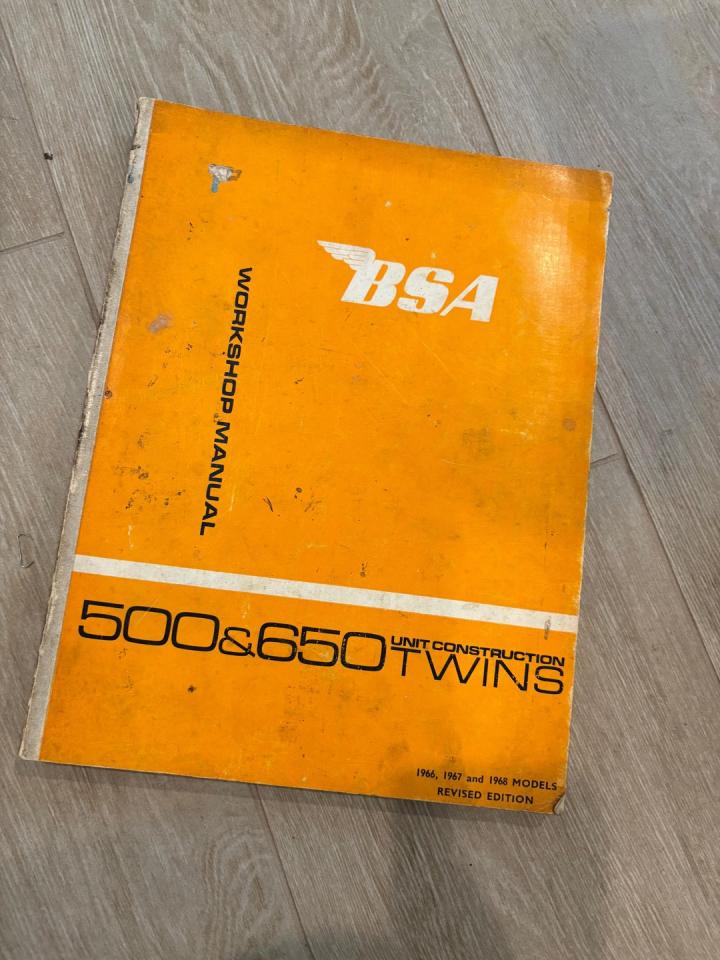 BSA
WORKSHOP MANUAL
500&650 UNIT CONSTRUCTION
TWINS
1966, 1967 and 1968 MODELS
REVISED EDITION